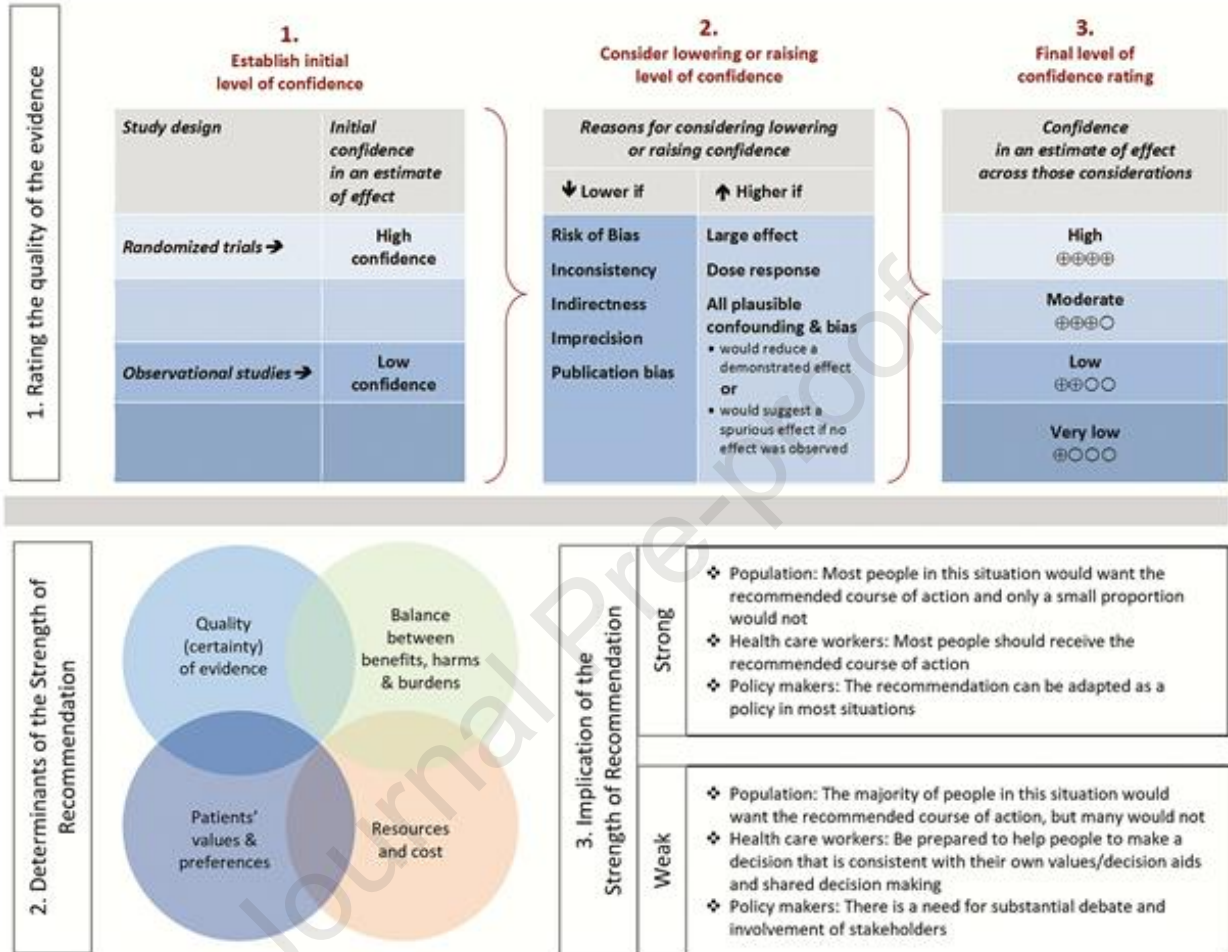 1. Rating the quality of the evidence
1.
Establish initial
level of confidence
Study design
Initial
confidence
in an estimate
of effect
Randomized trials ➔
High
confidence
Observational studies ➔
Low
confidence
2.
Consider lowering or raising
level of confidence
Reasons for considering lowering
or raising confidence
🡻 Lower if
Risk of Bias
Inconsistency
Indirectness
Imprecision
Publication bias
🡹 Higher if
Large effect
Dose response
All plausible
confounding & bias
• would reduce a
demonstrated effect
or
• would suggest a
spurious effect if no
effect was observed
3.
Final level of
confidence rating
Confidence
in an estimate of effect
across those considerations
High
⊕⊕⊕⊕
Moderate
⊕⊕⊕○
Low
⊕⊕○○
Very low
⊕○○○
2. Determinants of the Strength of
Recommendation
Quality
(certainty)
of evidence
Balance
between
benefits, harms
& burdens
Patients'
values &
preferences
Resources
and cost
3. Implication of the
Strength of Recommendation
Strong
❖ Population: Most people in this situation would want the
recommended course of action and only a small proportion
would not
❖ Health care workers: Most people should receive the
recommended course of action
❖ Policy makers: The recommendation can be adapted as a
policy in most situations
Weak
❖ Population: The majority of people in this situation would
want the recommended course of action, but many would not
❖ Health care workers: Be prepared to help people to make a
decision that is consistent with their own values/decision aids
and shared decision making
❖ Policy makers: There is a need for substantial debate and
involvement of stakeholders
Journal Pre-proof